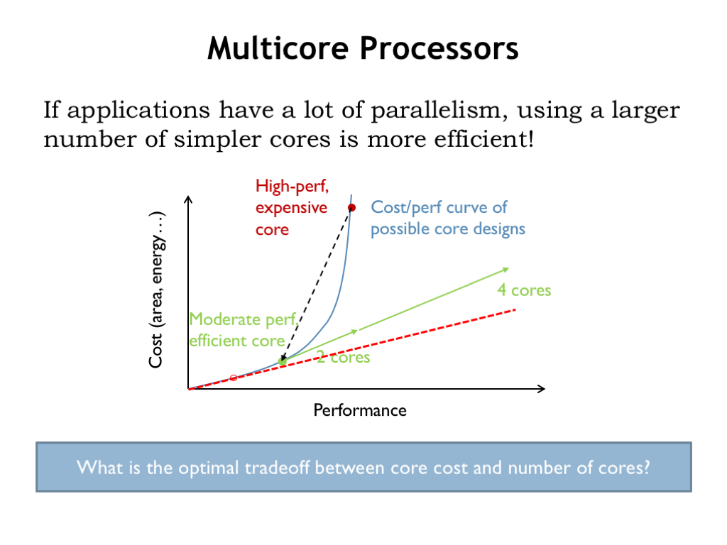 Multicore Processors
If applications have a lot of parallelism, using a larger
number of simpler cores is more efficient!
High-perf,
expensive
core
Cost/perf curve of
possible core designs
Cost (area, energy…)
4 cores
Moderate perf,
efficient core
2 cores
Performance
What is the optimal tradeoff between core cost and number of cores?